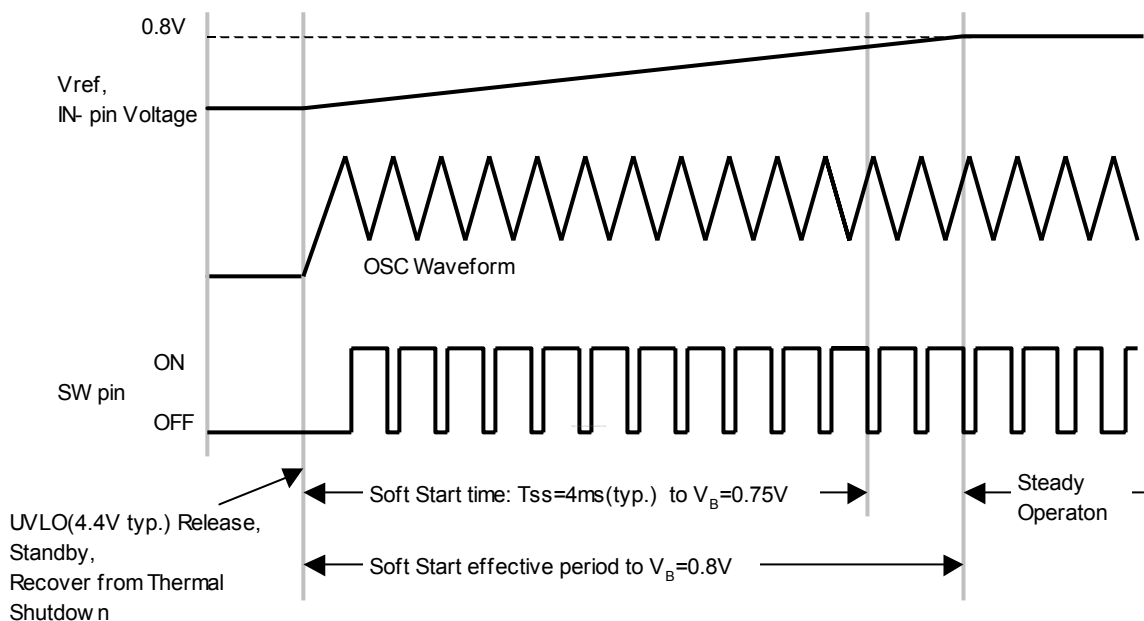 0.8V
Vref,
IN- pin Voltage
OSC Waveform
ON
SW pin
OFF
Soft Start time: Tss=4ms(typ.) to VB=0.75V
Steady
Operaton
UVLO(4.4V typ.) Release,
Standby,
Recover from Thermal
Shutdown
Soft Start effective period to VB=0.8V